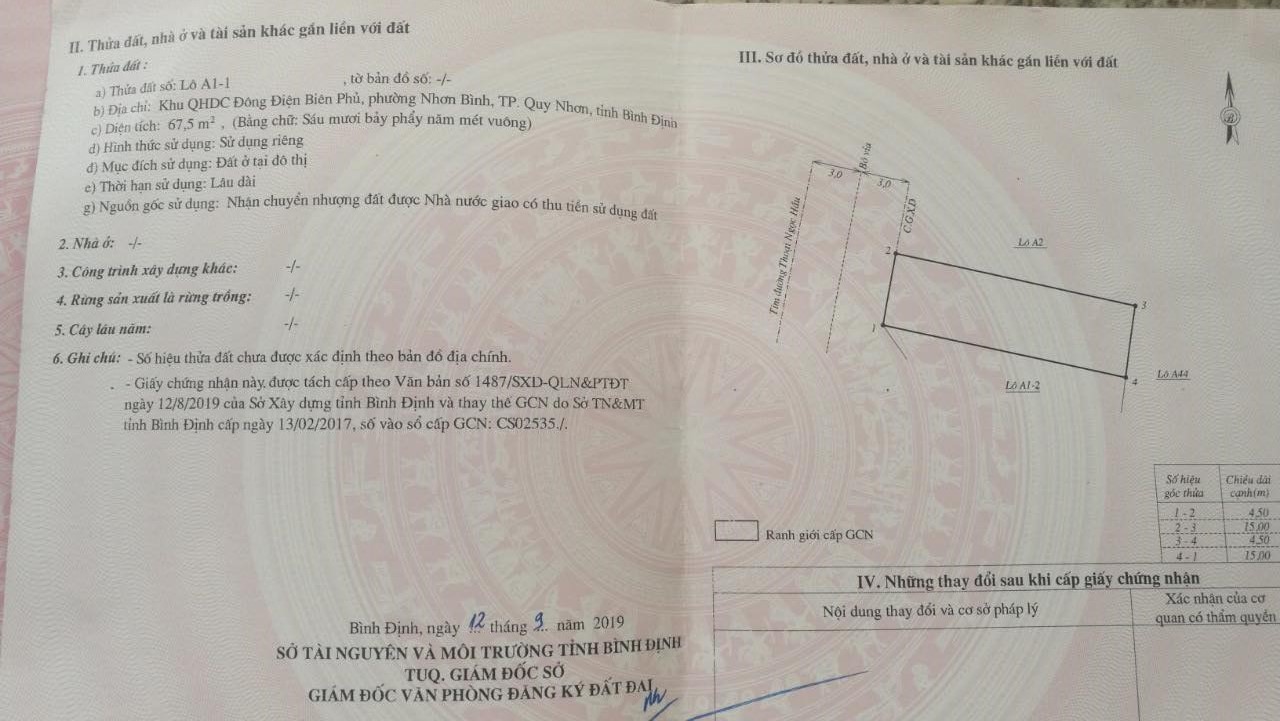 II. Thửa đất, nhà ở và tài sản khác gắn liền với đất
1. Thửa đất :
a) Thửa đất số: Lô A1-1 , tờ bản đồ số: -/-
b) Địa chỉ: Khu QHDC Đông Điện Biên Phủ, phường Nhơn Bình, TP. Quy Nhơn, tỉnh Bình Định
c) Diện tích: 67,5 m² , (Bằng chữ: Sáu mươi bảy phẩy năm mét vuông)
d) Hình thức sử dụng: Sử dụng riêng
đ) Mục đích sử dụng: Đất ở tại đô thị
e) Thời hạn sử dụng: Lâu dài
g) Nguồn gốc sử dụng: Nhận chuyển nhượng đất được Nhà nước giao có thu tiền sử dụng đất
2. Nhà ở: -/-
3. Công trình xây dựng khác: -/-
4. Rừng sản xuất là rừng trồng: -/-
5. Cây lâu năm: -/-
6. Ghi chú: - Số hiệu thửa đất chưa được xác định theo bản đồ địa chính.
- Giấy chứng nhận này được tách cấp theo Văn bản số 1487/SXD-QLN&PTĐT
ngày 12/8/2019 của Sở Xây dựng tỉnh Bình Định và thay thế GCN do Sở TN&MT
tỉnh Bình Định cấp ngày 13/02/2017, số vào sổ cấp GCN: CS02535./.
Bình Định, ngày 12 tháng 9 năm 2019
SỞ TÀI NGUYÊN VÀ MÔI TRƯỜNG TỈNH BÌNH ĐỊNH
TUQ. GIÁM ĐỐC SỞ
GIÁM ĐỐC VĂN PHÒNG ĐĂNG KÝ ĐẤT ĐAI
III. Sơ đồ thửa đất, nhà ở và tài sản khác gắn liền với đất
Bó vỉa
3,0
3,0
C.G.X.D
Tim đường Thoại Ngọc Hầu
Lô A2
2
3
1
4
Lô A44
Lô A1-2
Số hiệu góc thửa Chiều dài cạnh(m)
1 - 2 4,50
2 - 3 15,00
3 - 4 4,50
4 - 1 15,00
Ranh giới cấp GCN
IV. Những thay đổi sau khi cấp giấy chứng nhận
Nội dung thay đổi và cơ sở pháp lý
Xác nhận của cơ
quan có thẩm quyền